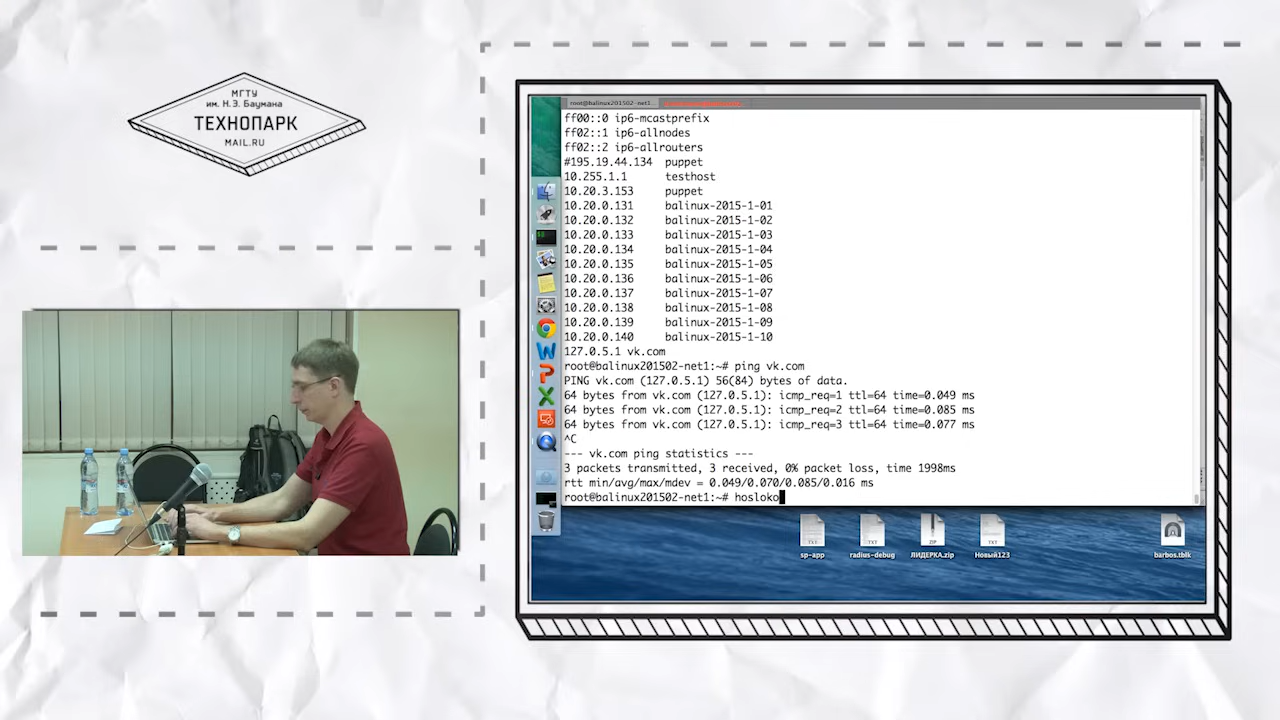 МГТУ
им. Н.Э. Баумана
ТЕХНОПАРК
MAIL.RU
root@balinux201502-net1...
ff00::0 ip6-mcastprefix
ff02::1 ip6-allnodes
ff02::2 ip6-allrouters
#195.19.44.134 puppet
10.255.1.1 testhost
10.20.3.153 puppet
10.20.0.131 balinux-2015-1-01
10.20.0.132 balinux-2015-1-02
10.20.0.133 balinux-2015-1-03
10.20.0.134 balinux-2015-1-04
10.20.0.135 balinux-2015-1-05
10.20.0.136 balinux-2015-1-06
10.20.0.137 balinux-2015-1-07
10.20.0.138 balinux-2015-1-08
10.20.0.139 balinux-2015-1-09
10.20.0.140 balinux-2015-1-10
127.0.5.1 vk.com
root@balinux201502-net1:~# ping vk.com
PING vk.com (127.0.5.1) 56(84) bytes of data.
64 bytes from vk.com (127.0.5.1): icmp_req=1 ttl=64 time=0.049 ms
64 bytes from vk.com (127.0.5.1): icmp_req=2 ttl=64 time=0.085 ms
64 bytes from vk.com (127.0.5.1): icmp_req=3 ttl=64 time=0.077 ms
^C
--- vk.com ping statistics ---
3 packets transmitted, 3 received, 0% packet loss, time 1998ms
rtt min/avg/max/mdev = 0.049/0.070/0.085/0.016 ms
root@balinux201502-net1:~# hosloko
sp-app
radius-debug
ЛИДЕРКА.zip
Новый123
barbos.tblk